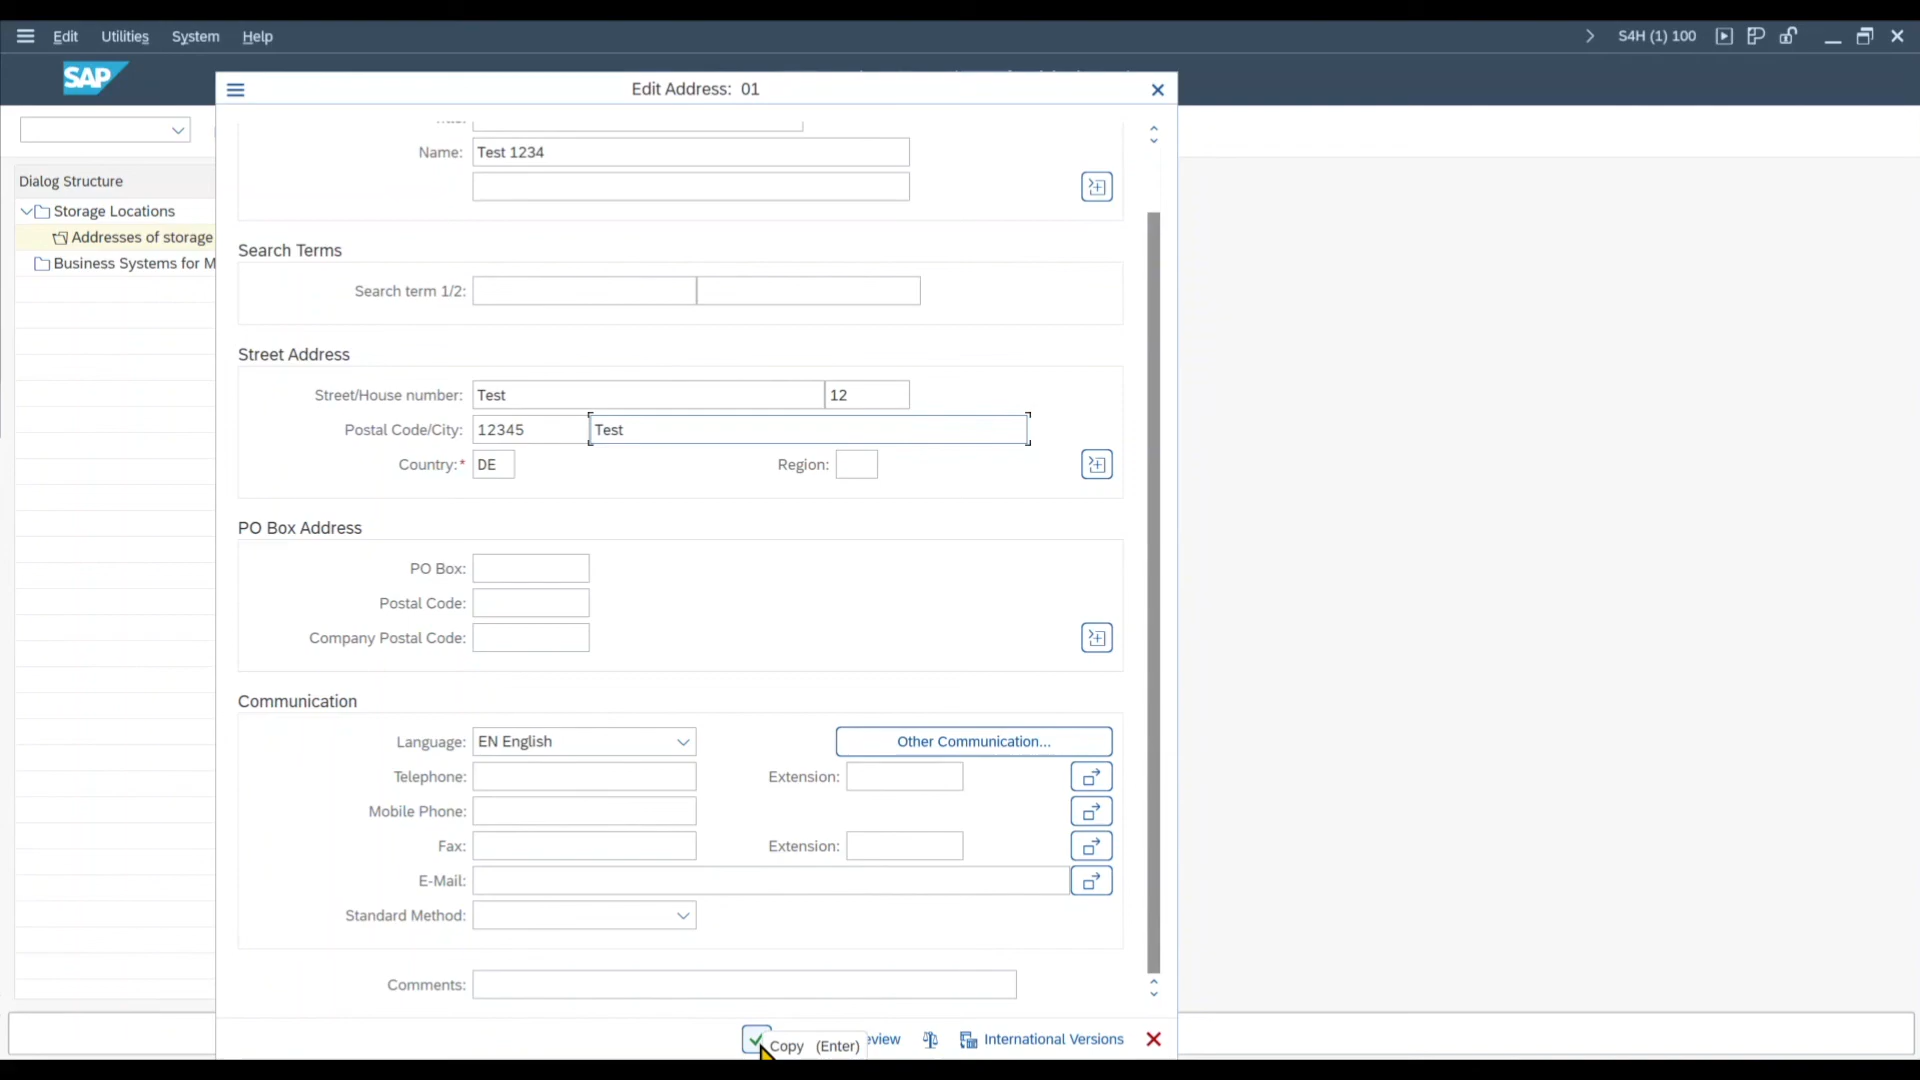 Edit Utilities System Help S4H (1) 100
SAP
Edit Address: 01
Name: Test 1234
Dialog Structure
Storage Locations
Addresses of storage
Business Systems for M
Search Terms
Search term 1/2:
Street Address
Street/House number: Test 12
Postal Code/City: 12345 Test
Country:* DE Region:
PO Box Address
PO Box:
Postal Code:
Company Postal Code:
Communication
Language: EN English Other Communication...
Telephone: Extension:
Mobile Phone:
Fax: Extension:
E-Mail:
Standard Method:
Comments:
Copy (Enter) eview International Versions